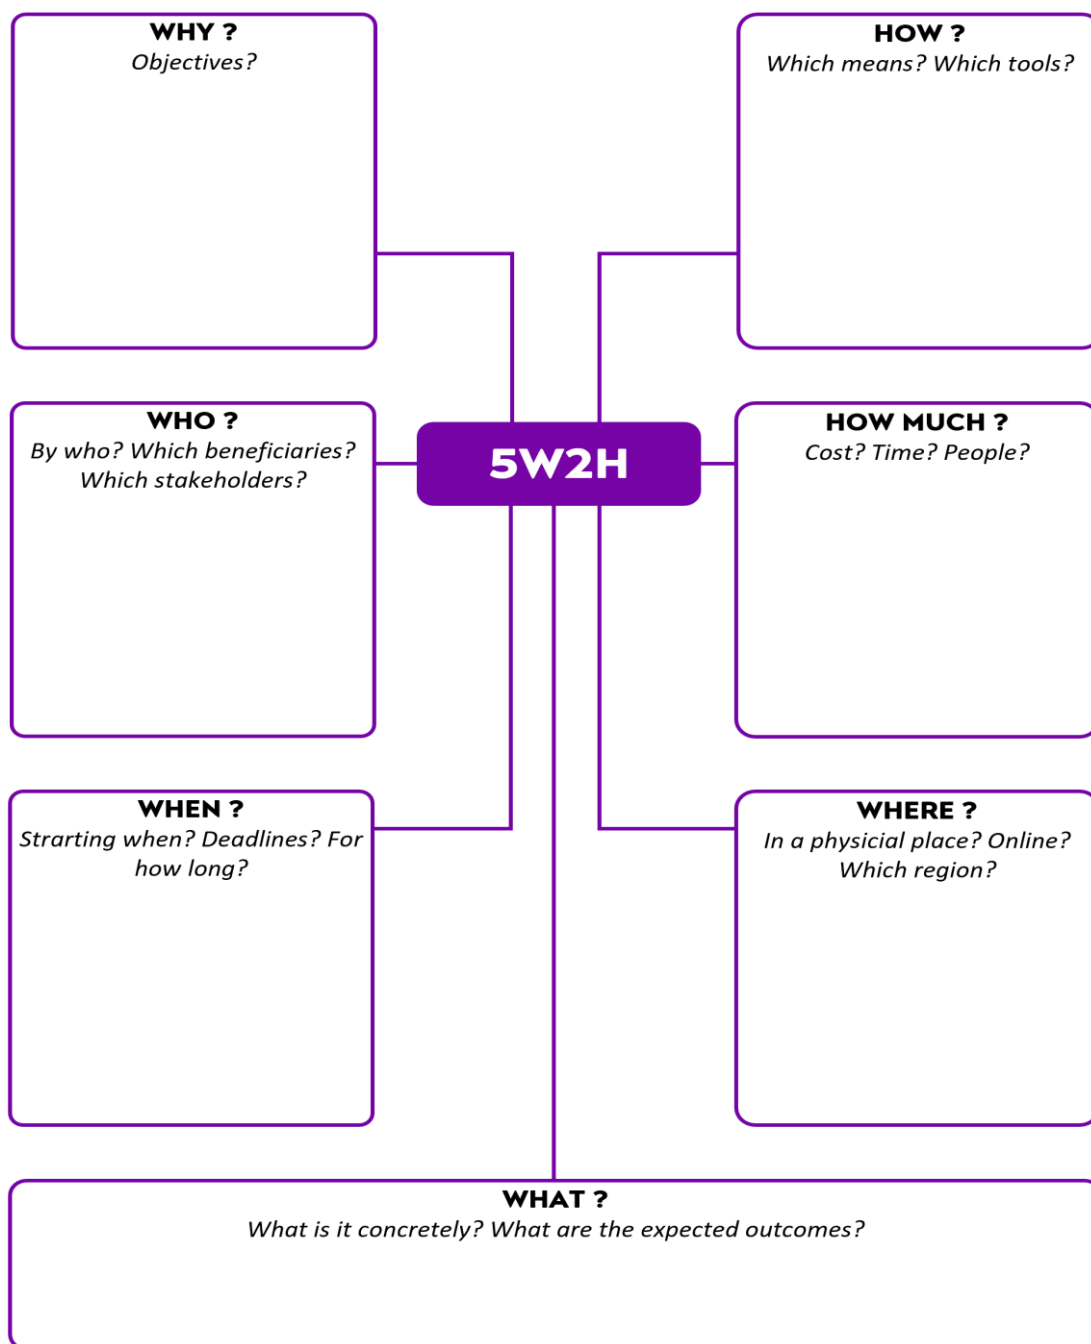 WHY ?
Objectives?
HOW ?
Which means? Which tools?
WHO ?
By who? Which beneficiaries?
Which stakeholders?
5W2H
HOW MUCH ?
Cost? Time? People?
WHEN ?
Strarting when? Deadlines? For
how long?
WHERE ?
In a physicial place? Online?
Which region?
WHAT ?
What is it concretely? What are the expected outcomes?